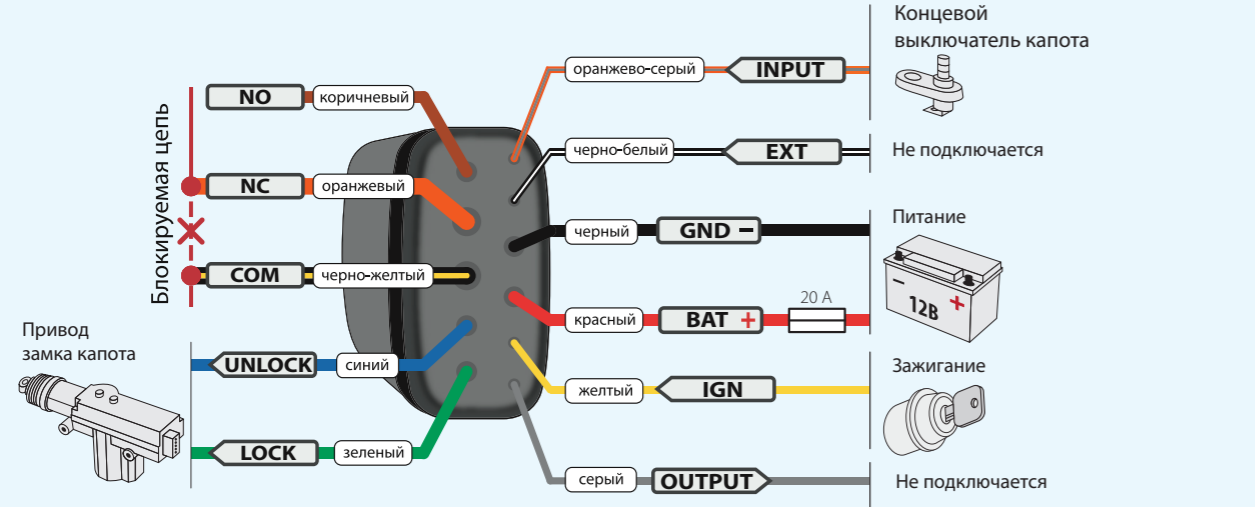 Блокируемая цепь
NO
коричневый
NC
оранжевый
COM
черно-желтый
Привод
замка капота
UNLOCK
синий
LOCK
зеленый
оранжево-серый
INPUT
Концевой
выключатель капота
черно-белый
EXT
Не подключается
черный
GND −
Питание
− 12В +
красный
BAT +
20 А
желтый
IGN
Зажигание
серый
OUTPUT
Не подключается